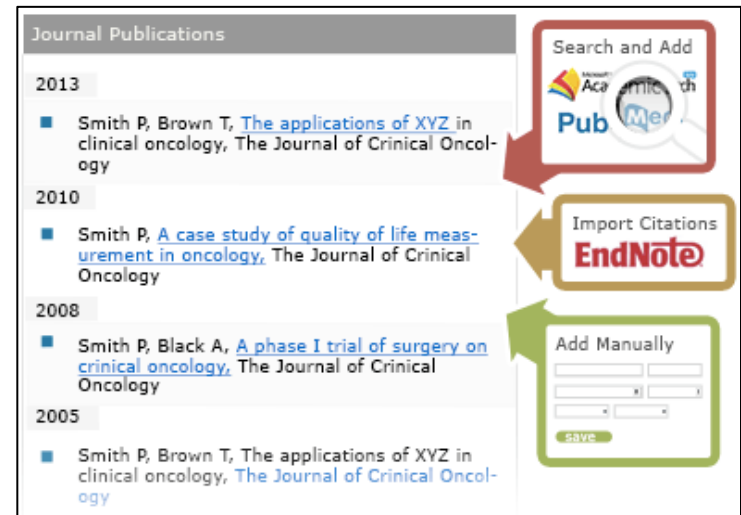 Journal Publications
2013
Smith P, Brown T, The applications of XYZ in
clinical oncology, The Journal of Crinical Oncol-
ogy
2010
Smith P, A case study of quality of life meas-
urement in oncology, The Journal of Crinical
Oncology
2008
Smith P, Black A, A phase I trial of surgery on
crinical oncology, The Journal of Crinical
Oncology
2005
Smith P, Brown T, The applications of XYZ in
clinical oncology, The Journal of Crinical Oncol-
ogy
Search and Add
Pub Med
Import Citations
EndNote
Add Manually
save